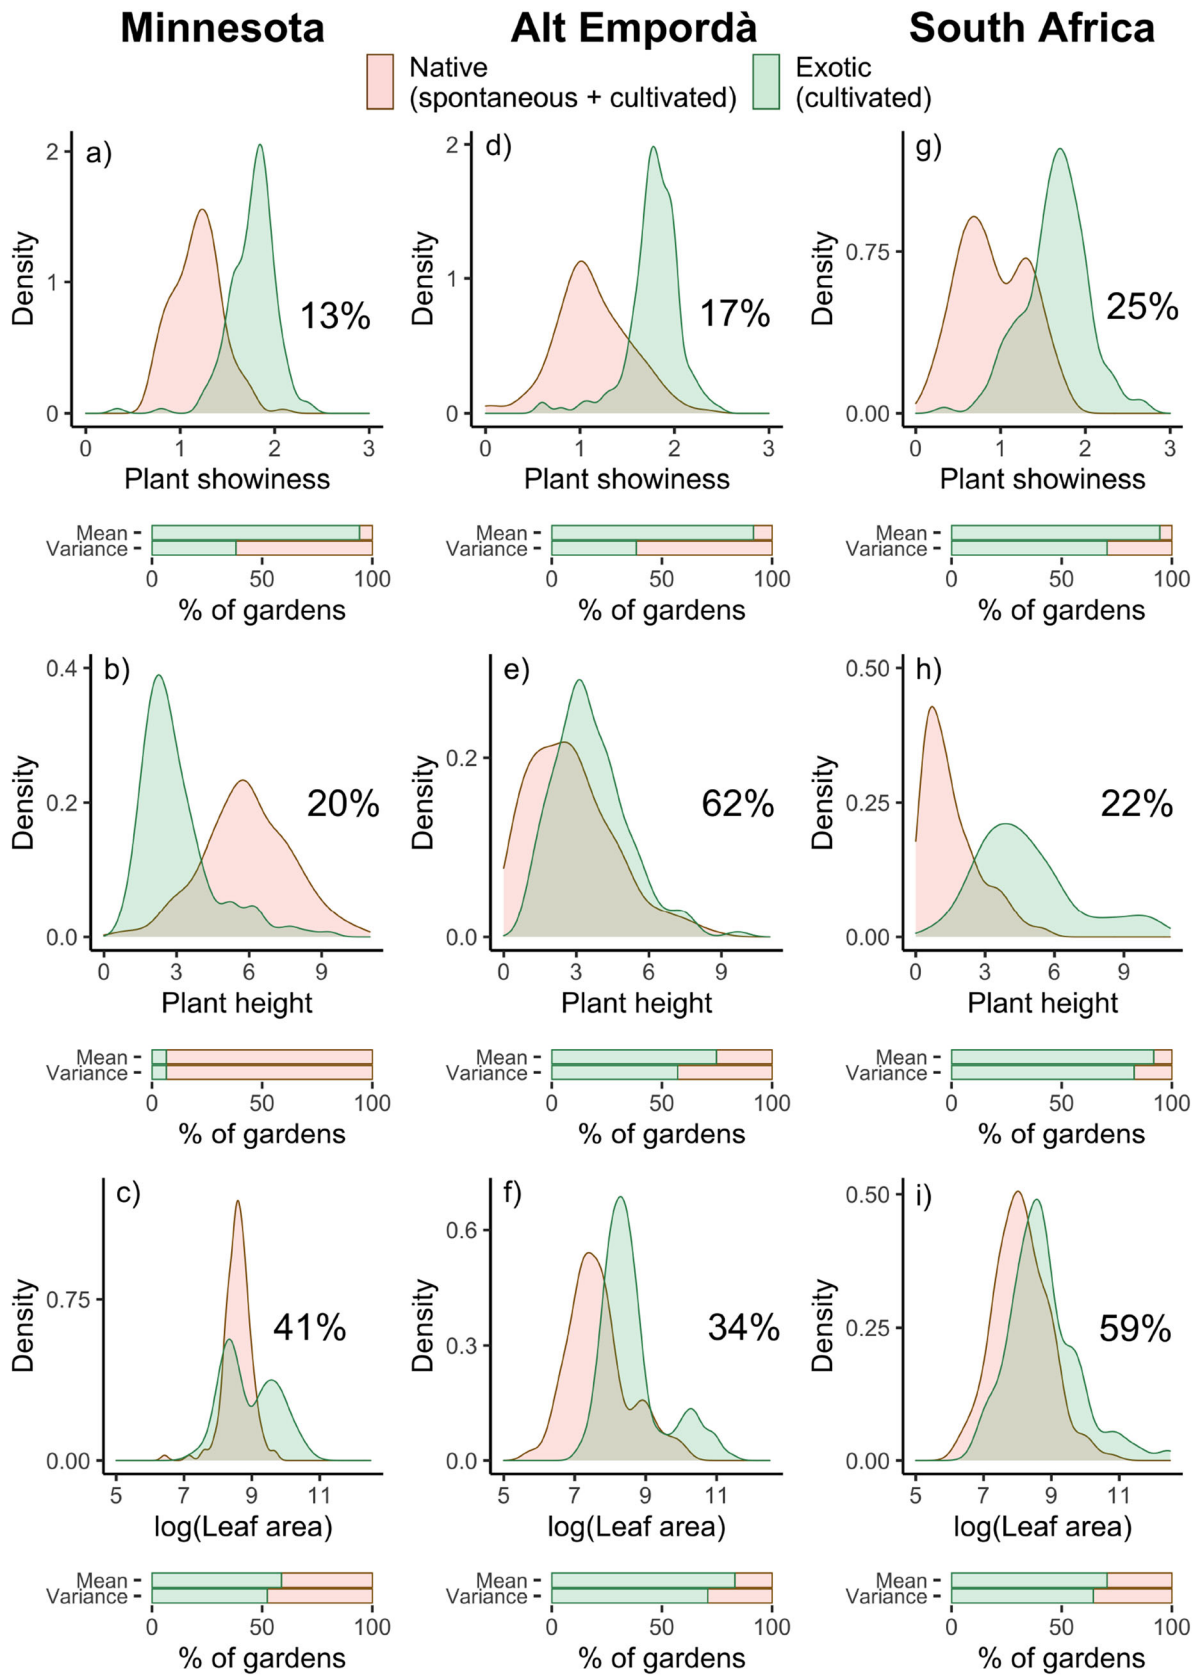 Minnesota
Alt Empordà
South Africa
Native
(spontaneous + cultivated)
Exotic
(cultivated)
a)
2
1
0
Density
13%
0 1 2 3
Plant showiness
Mean
Variance
0 50 100
% of gardens
d)
2
1
0
Density
17%
0 1 2 3
Plant showiness
Mean
Variance
0 50 100
% of gardens
g)
0.75
0.00
Density
25%
0 1 2 3
Plant showiness
Mean
Variance
0 50 100
% of gardens
b)
0.4
0.2
0.0
Density
20%
0 3 6 9
Plant height
Mean
Variance
0 50 100
% of gardens
e)
0.2
0.0
Density
62%
0 3 6 9
Plant height
Mean
Variance
0 50 100
% of gardens
h)
0.50
0.25
0.00
Density
22%
0 3 6 9
Plant height
Mean
Variance
0 50 100
% of gardens
c)
0.75
0.00
Density
41%
5 7 9 11
log(Leaf area)
Mean
Variance
0 50 100
% of gardens
f)
0.6
0.3
0.0
Density
34%
5 7 9 11
log(Leaf area)
Mean
Variance
0 50 100
% of gardens
i)
0.50
0.25
0.00
Density
59%
5 7 9 11
log(Leaf area)
Mean
Variance
0 50 100
% of gardens